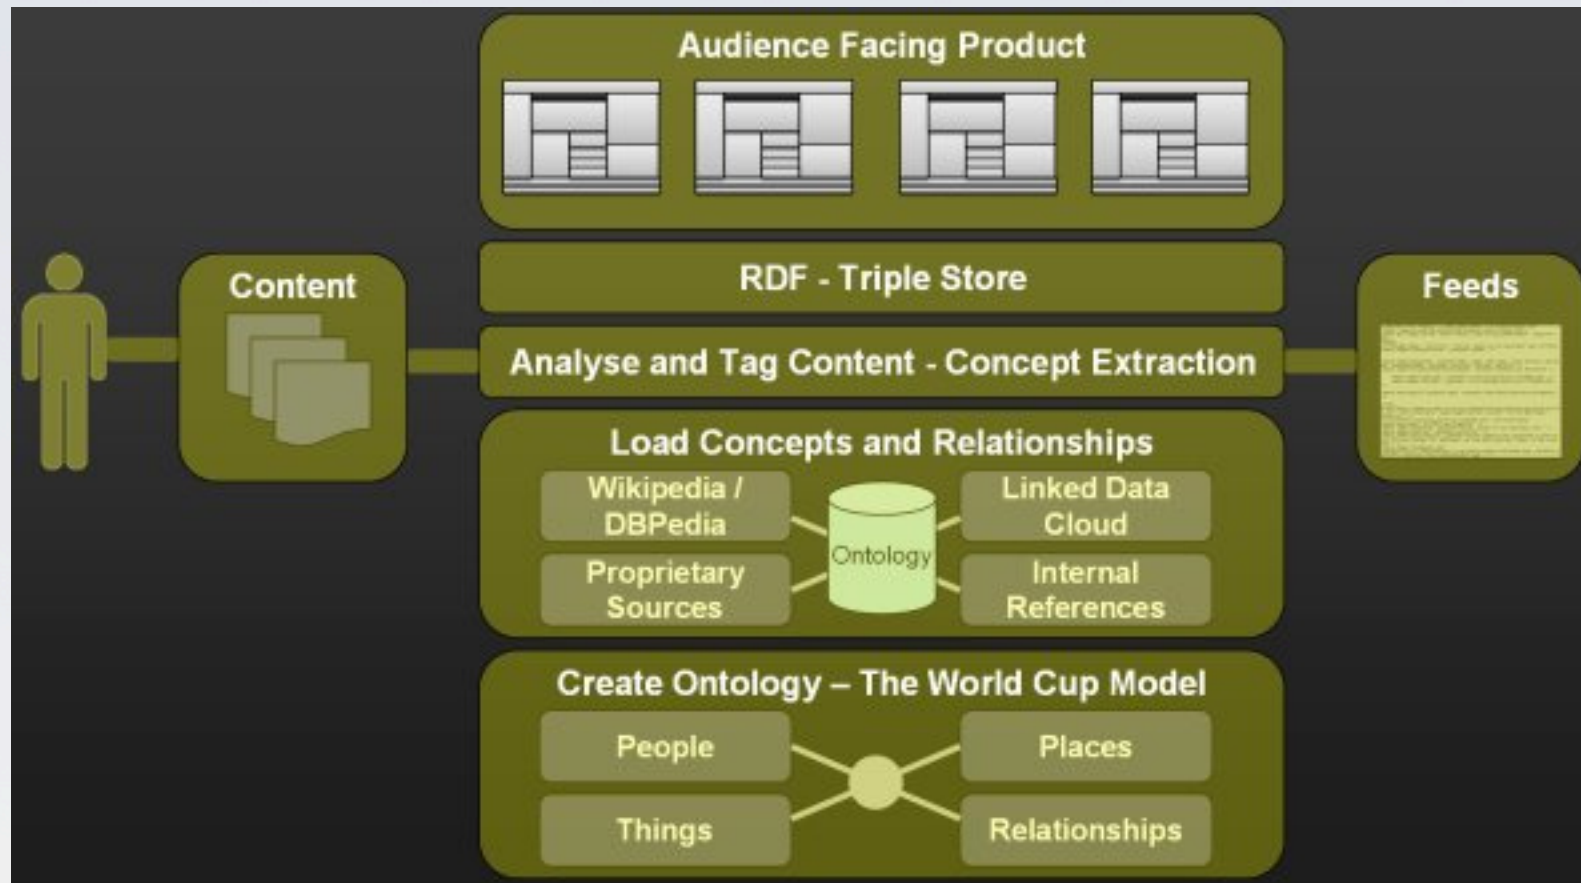 Audience Facing Product
RDF - Triple Store
Content
Feeds
Analyse and Tag Content - Concept Extraction
Load Concepts and Relationships
Wikipedia /
DBPedia
Linked Data
Cloud
Ontology
Proprietary
Sources
Internal
References
Create Ontology – The World Cup Model
People
Places
Things
Relationships